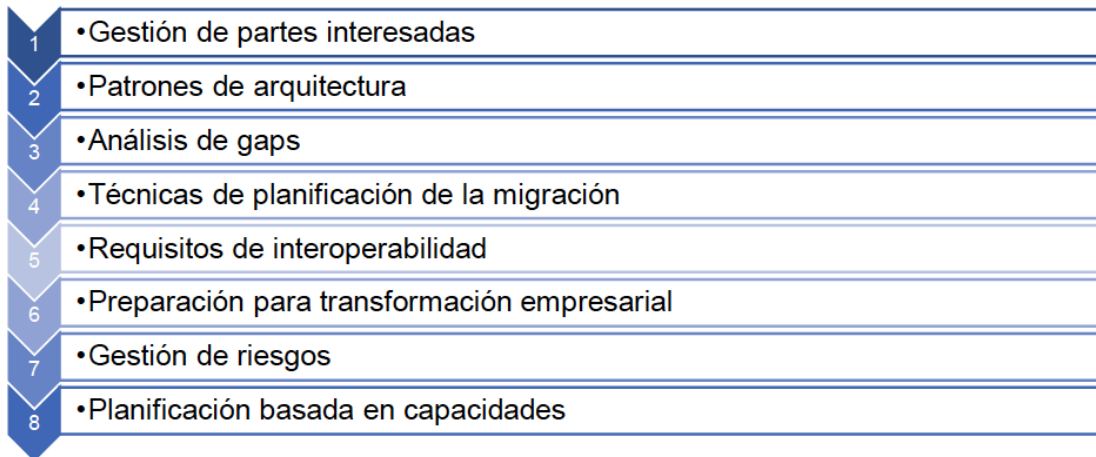 1 •Gestión de partes interesadas
2 •Patrones de arquitectura
3 •Análisis de gaps
4 •Técnicas de planificación de la migración
5 •Requisitos de interoperabilidad
6 •Preparación para transformación empresarial
7 •Gestión de riesgos
8 •Planificación basada en capacidades